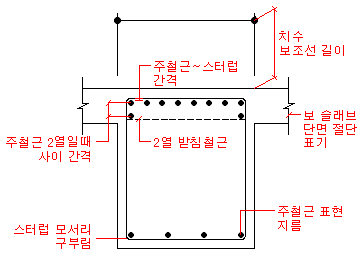 치수
보조선 길이
주철근~스터럽
간격
보 슬래브
단면 절단
표기
주철근 2열일때
사이 간격
2열 받침철근
주철근 표현
지름
스터럽 모서리
구부림